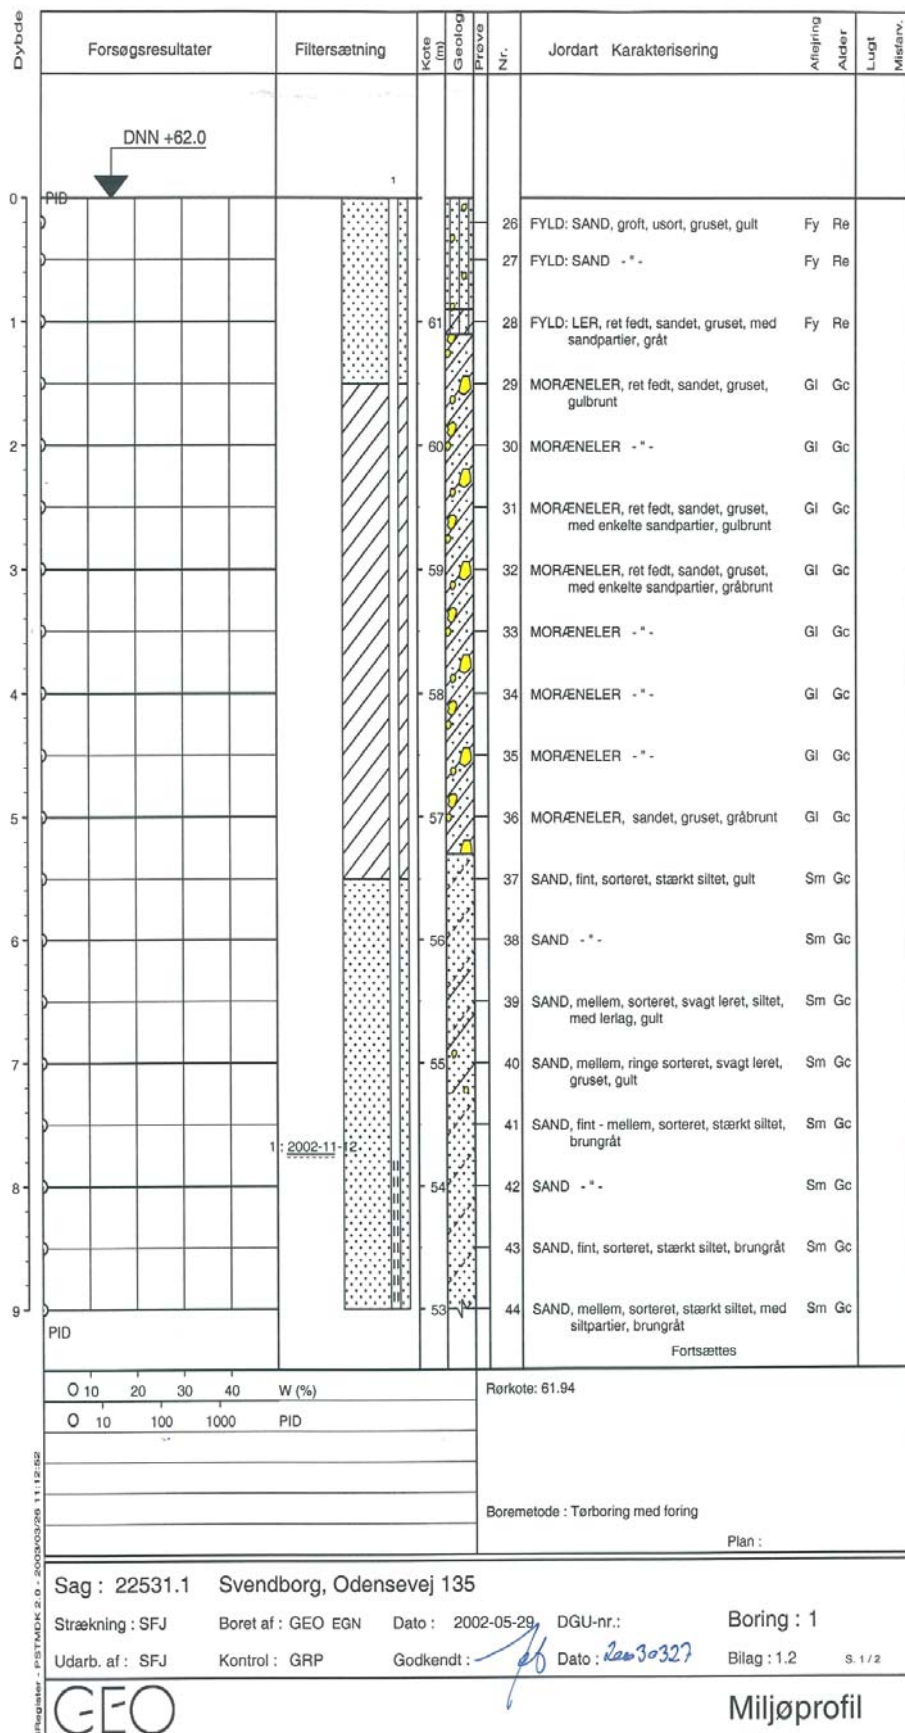 Dybde Forsøgsresultater Filtersætning Kote (m) Geologi Prøve Nr. Jordart Karakterisering Aflejring Alder Lugt Misfarv.
DNN +62.0
1
0 PID
26 FYLD: SAND, groft, usort, gruset, gult Fy Re
27 FYLD: SAND -"- Fy Re
1 61 28 FYLD: LER, ret fedt, sandet, gruset, med Fy Re
sandpartier, gråt
29 MORÆNELER, ret fedt, sandet, gruset, Gl Gc
gulbrunt
2 60 30 MORÆNELER -"- Gl Gc
31 MORÆNELER, ret fedt, sandet, gruset, Gl Gc
med enkelte sandpartier, gulbrunt
3 59 32 MORÆNELER, ret fedt, sandet, gruset, Gl Gc
med enkelte sandpartier, gråbrunt
33 MORÆNELER -"- Gl Gc
4 58 34 MORÆNELER -"- Gl Gc
35 MORÆNELER -"- Gl Gc
5 57 36 MORÆNELER, sandet, gruset, gråbrunt Gl Gc
37 SAND, fint, sorteret, stærkt siltet, gult Sm Gc
6 56 38 SAND -"- Sm Gc
39 SAND, mellem, sorteret, svagt leret, siltet, Sm Gc
med lerlag, gult
7 55 40 SAND, mellem, ringe sorteret, svagt leret, Sm Gc
gruset, gult
41 SAND, fint - mellem, sorteret, stærkt siltet, Sm Gc
brungråt
1 : 2002-11-12
8 54 42 SAND -"- Sm Gc
43 SAND, fint, sorteret, stærkt siltet, brungråt Sm Gc
9 53 44 SAND, mellem, sorteret, stærkt siltet, med Sm Gc
siltpartier, brungråt
PID
Fortsættes
O 10 20 30 40 W (%)
Rørkote: 61.94
O 10 100 1000 PID
Boremetode : Tørboring med foring
Plan :
Register - PSTMDK 2.0 - 2003/03/26 11:12:52
Sag : 22531.1 Svendborg, Odensevej 135
Strækning : SFJ Boret af : GEO EGN Dato : 2002-05-29 DGU-nr.: Boring : 1
Udarb. af : SFJ Kontrol : GRP Godkendt : Dato : 20030327 Bilag : 1.2 S. 1 / 2
GEO Miljøprofil